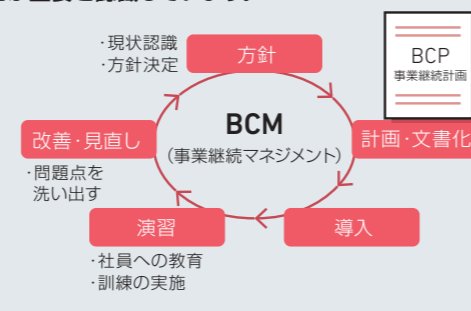 ・現状認識
・方針決定
方針
BCP
事業継続計画
BCM
(事業継続マネジメント)
計画・文書化
改善・見直し
・問題点を
洗い出す
演習
導入
・社員への教育
・訓練の実施